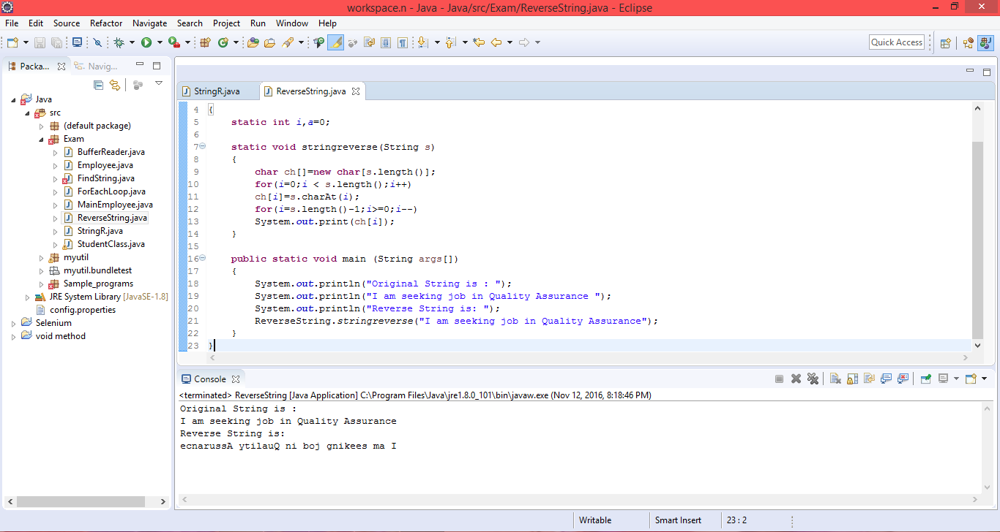 workspace.n - Java - Java/src/Exam/ReverseString.java - Eclipse
File Edit Source Refactor Navigate Search Project Run Window Help
Quick Access
Packa... Navig...
Java
src
(default package)
Exam
BufferReader.java
Employee.java
FindString.java
ForEachLoop.java
MainEmployee.java
ReverseString.java
StringR.java
StudentClass.java
myutil
myutil.bundletest
Sample_programs
JRE System Library [JavaSE-1.8]
config.properties
Selenium
void method
StringR.java ReverseString.java
4 {
5 static int i,a=0;
6
7 static void stringreverse(String s)
8 {
9 char ch[]=new char[s.length()];
10 for(i=0;i < s.length();i++)
11 ch[i]=s.charAt(i);
12 for(i=s.length()-1;i>=0;i--)
13 System.out.print(ch[i]);
14 }
15
16 public static void main (String args[])
17 {
18 System.out.println("Original String is : ");
19 System.out.println("I am seeking job in Quality Assurance ");
20 System.out.println("Reverse String is: ");
21 ReverseString.stringreverse("I am seeking job in Quality Assurance");
22 }
23 }
Console
<terminated> ReverseString [Java Application] C:\Program Files\Java\jre1.8.0_101\bin\javaw.exe (Nov 12, 2016, 8:18:46 PM)
Original String is :
I am seeking job in Quality Assurance
Reverse String is:
ecnarussA ytilauQ ni boj gnikees ma I
Writable Smart Insert 23 : 2